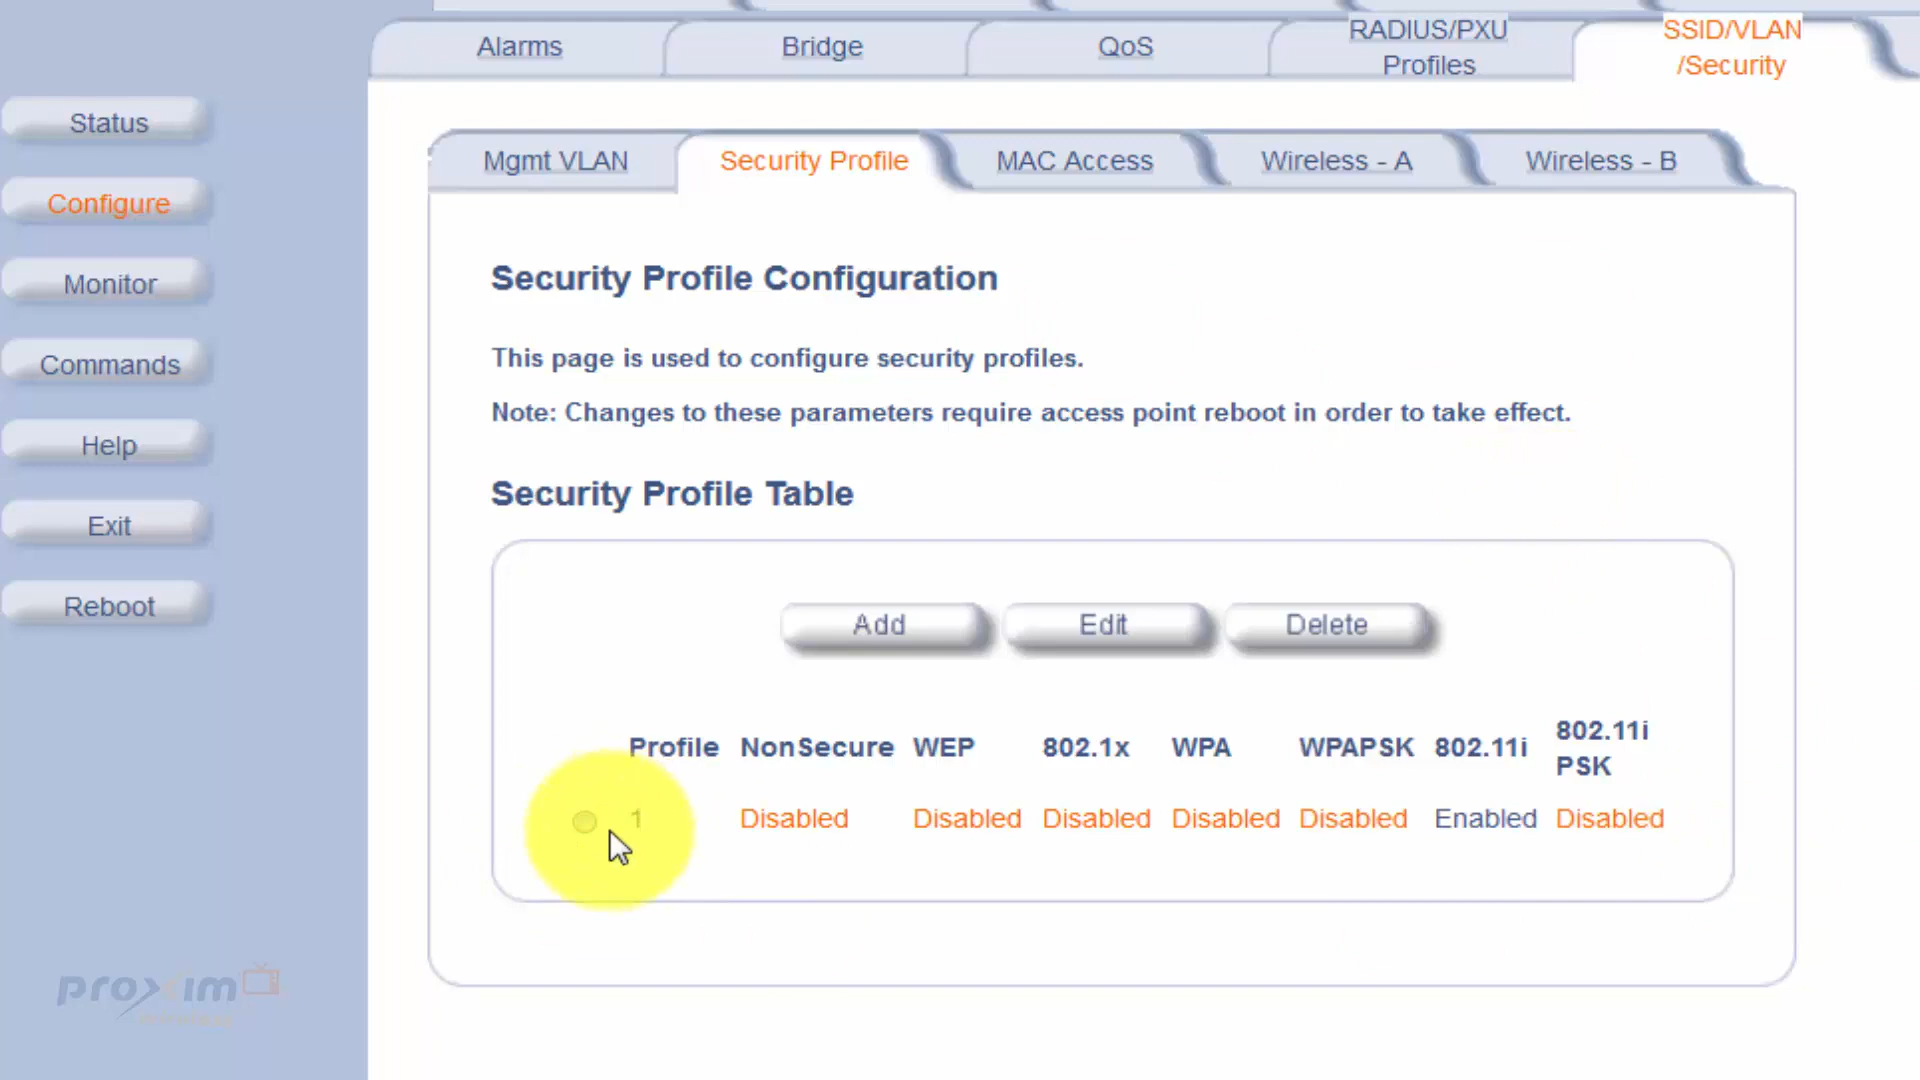 Alarms
Bridge
QoS
RADIUS/PXU
Profiles
SSID/VLAN
/Security
Status
Configure
Monitor
Commands
Help
Exit
Reboot
Mgmt VLAN
Security Profile
MAC Access
Wireless - A
Wireless - B
Security Profile Configuration
This page is used to configure security profiles.
Note: Changes to these parameters require access point reboot in order to take effect.
Security Profile Table
Add
Edit
Delete
Profile NonSecure WEP 802.1x WPA WPAPSK 802.11i 802.11i PSK
1 Disabled Disabled Disabled Disabled Disabled Enabled Disabled
proxim